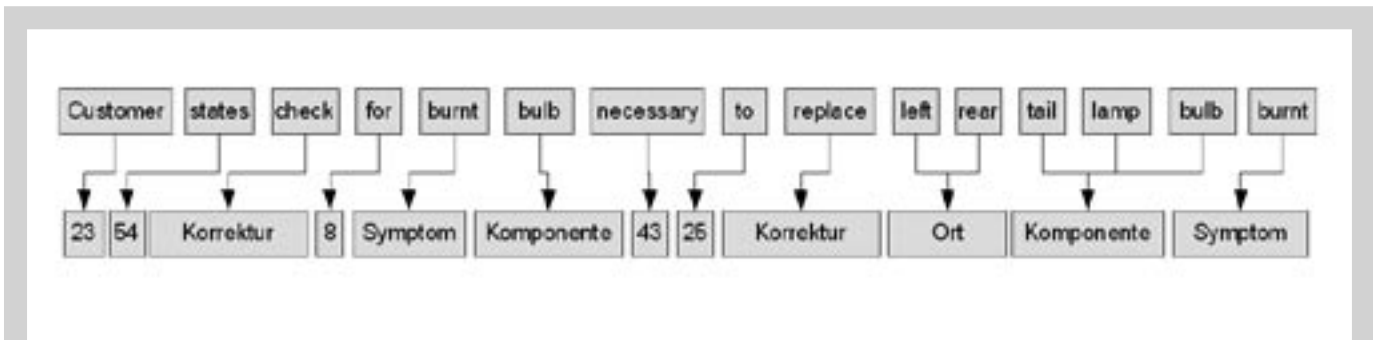 Customer states check for burnt bulb necessary to replace left rear tail lamp bulb burnt
23 54 Korrektur 8 Symptom Komponente 43 25 Korrektur Ort Komponente Symptom